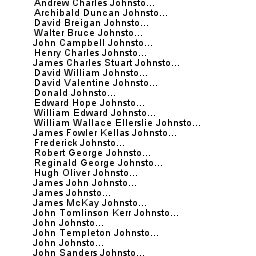 Andrew Charles Johnsto...
Archibald Duncan Johnsto...
David Breigan Johnsto...
Walter Bruce Johnsto...
John Campbell Johnsto...
Henry Charles Johnsto...
James Charles Stuart Johnsto...
David William Johnsto...
David Valentine Johnsto...
Donald Johnsto...
Edward Hope Johnsto...
William Edward Johnsto...
William Wallace Ellerslie Johnsto...
James Fowler Kellas Johnsto...
Frederick Johnsto...
Robert George Johnsto...
Reginald George Johnsto...
Hugh Oliver Johnsto...
James John Johnsto...
James Johnsto...
James McKay Johnsto...
John Tomlinson Kerr Johnsto...
John Johnsto...
John Templeton Johnsto...
John Johnsto...
John Sanders Johnsto...